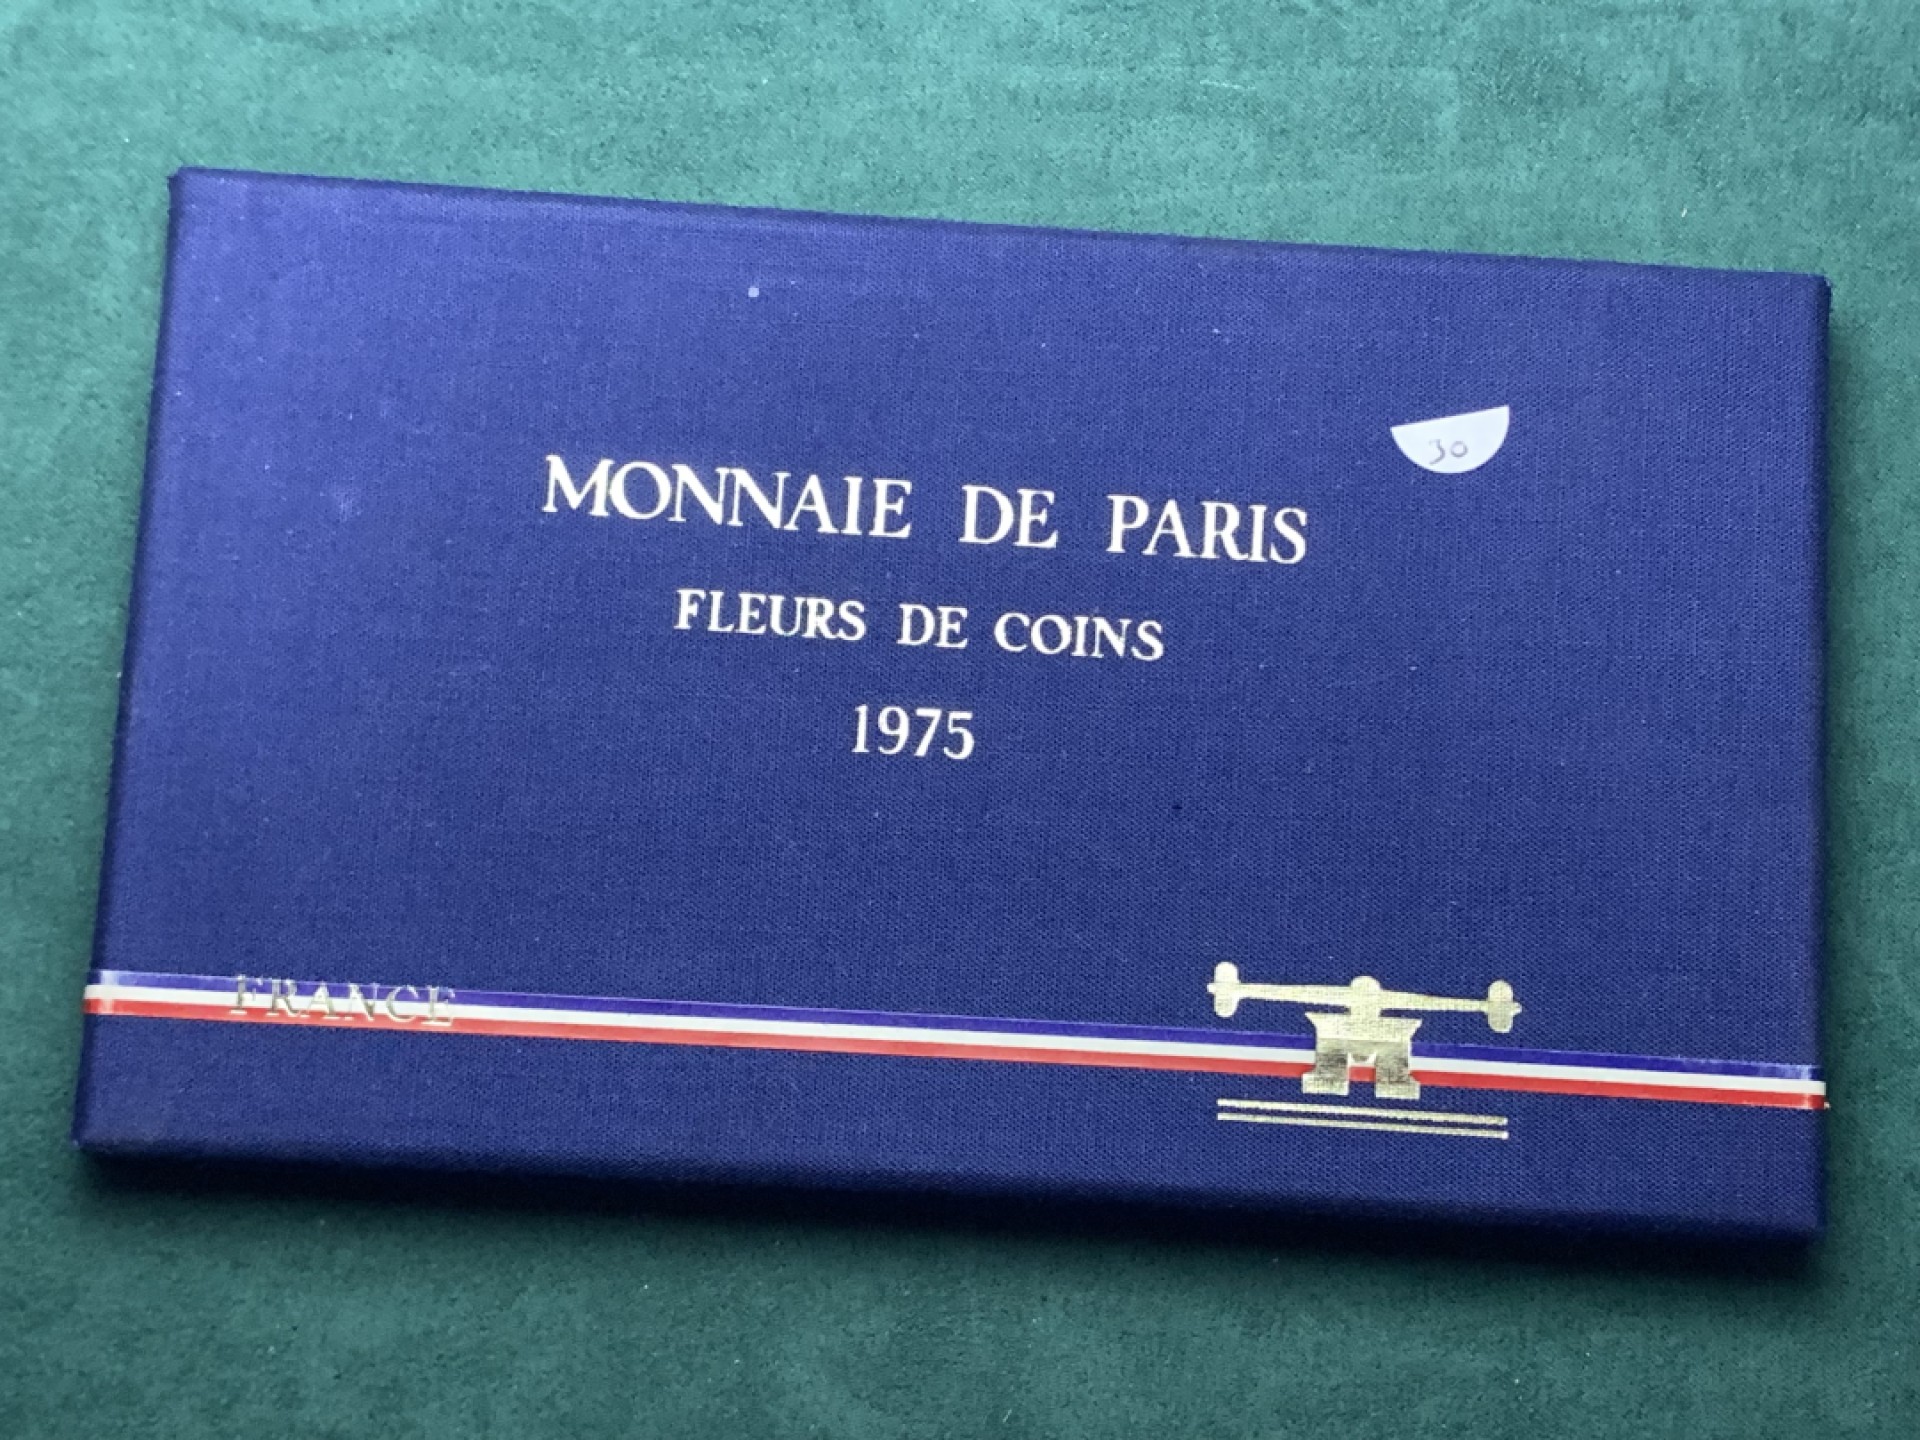 30
MONNAIE DE PARIS
FLEURS DE COINS
1975
FRANCE
M